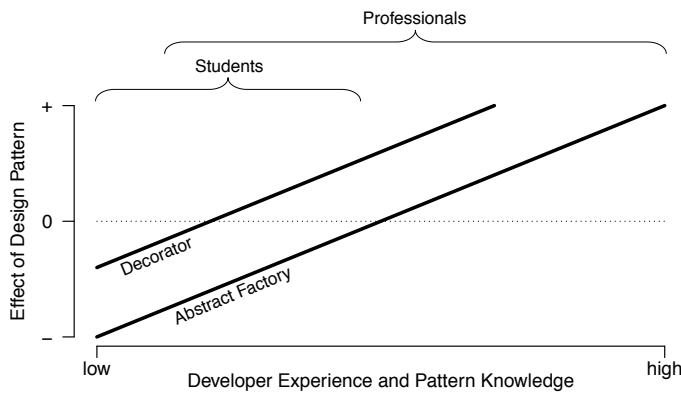 Professionals
Students
+
0
–
Effect of Design Pattern
Decorator
Abstract Factory
low
high
Developer Experience and Pattern Knowledge